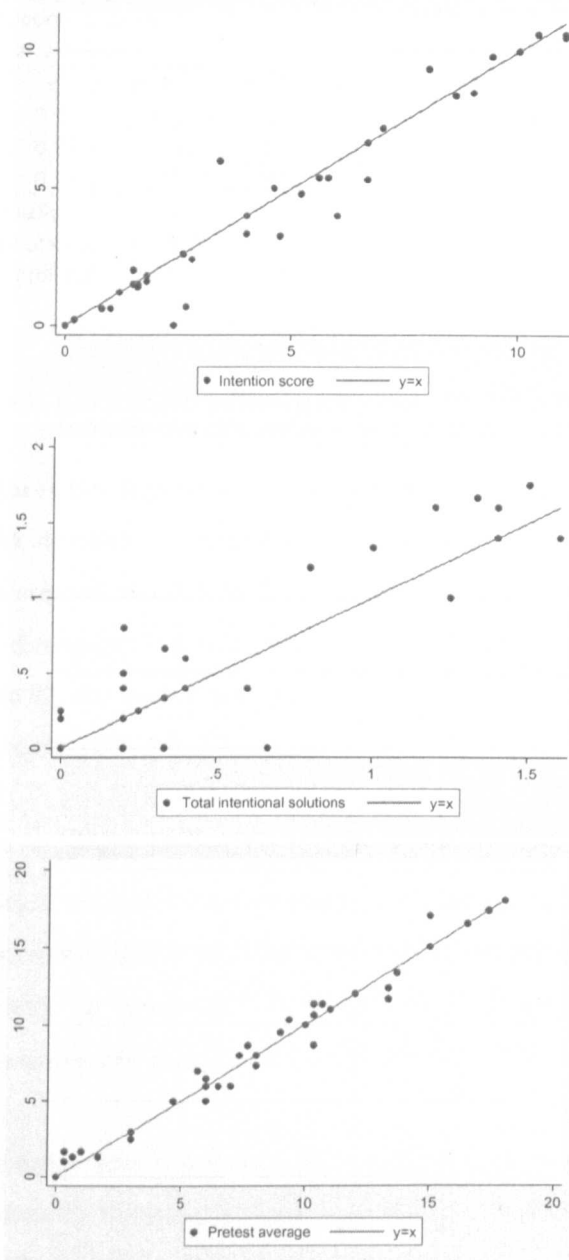 10
5
0
0 5 10
Intention score y=x
2
1.5
1
.5
0
0 .5 1 1.5
Total intentional solutions y=x
20
15
10
5
0
0 5 10 15 20
Pretest average y=x